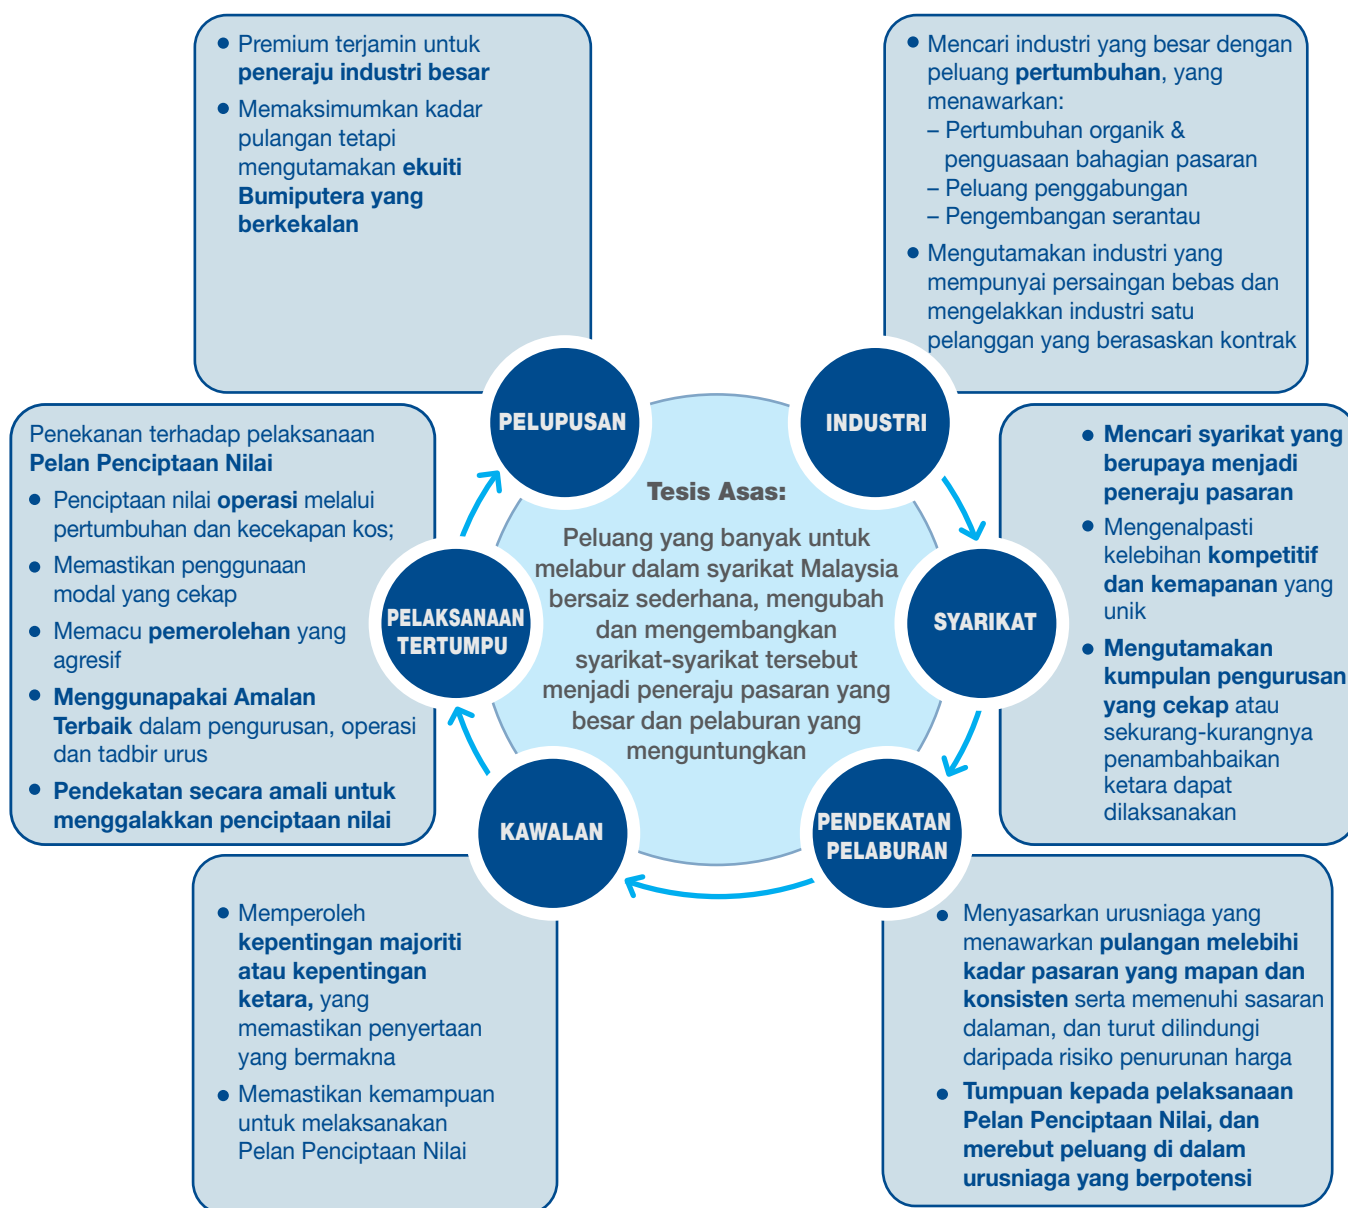 • Premium terjamin untuk
peneraju industri besar
• Memaksimumkan kadar
pulangan tetapi
mengutamakan ekuiti
Bumiputera yang
berkekalan
• Mencari industri yang besar dengan
peluang pertumbuhan, yang
menawarkan:
– Pertumbuhan organik &
penguasaan bahagian pasaran
– Peluang penggabungan
– Pengembangan serantau
• Mengutamakan industri yang
mempunyai persaingan bebas dan
mengelakkan industri satu
pelanggan yang berasaskan kontrak
PELUPUSAN
INDUSTRI
Penekanan terhadap pelaksanaan
Pelan Penciptaan Nilai
• Penciptaan nilai operasi melalui
pertumbuhan dan kecekapan kos;
• Memastikan penggunaan
modal yang cekap
• Memacu pemerolehan yang
agresif
• Menggunapakai Amalan
Terbaik dalam pengurusan, operasi
dan tadbir urus
• Pendekatan secara amali untuk
menggalakkan penciptaan nilai
PELAKSANAAN
TERTUMPU
Tesis Asas:
Peluang yang banyak untuk
melabur dalam syarikat Malaysia
bersaiz sederhana, mengubah
dan mengembangkan
syarikat-syarikat tersebut
menjadi peneraju pasaran yang
besar dan pelaburan yang
menguntungkan
SYARIKAT
• Mencari syarikat yang
berupaya menjadi
peneraju pasaran
• Mengenalpasti
kelebihan kompetitif
dan kemapanan yang
unik
• Mengutamakan
kumpulan pengurusan
yang cekap atau
sekurang-kurangnya
penambahbaikan
ketara dapat
dilaksanakan
KAWALAN
PENDEKATAN
PELABURAN
• Memperoleh
kepentingan majoriti
atau kepentingan
ketara, yang
memastikan penyertaan
yang bermakna
• Memastikan kemampuan
untuk melaksanakan
Pelan Penciptaan Nilai
• Menyasarkan urusniaga yang
menawarkan pulangan melebihi
kadar pasaran yang mapan dan
konsisten serta memenuhi sasaran
dalaman, dan turut dilindungi
daripada risiko penurunan harga
• Tumpuan kepada pelaksanaan
Pelan Penciptaan Nilai, dan
merebut peluang di dalam
urusniaga yang berpotensi